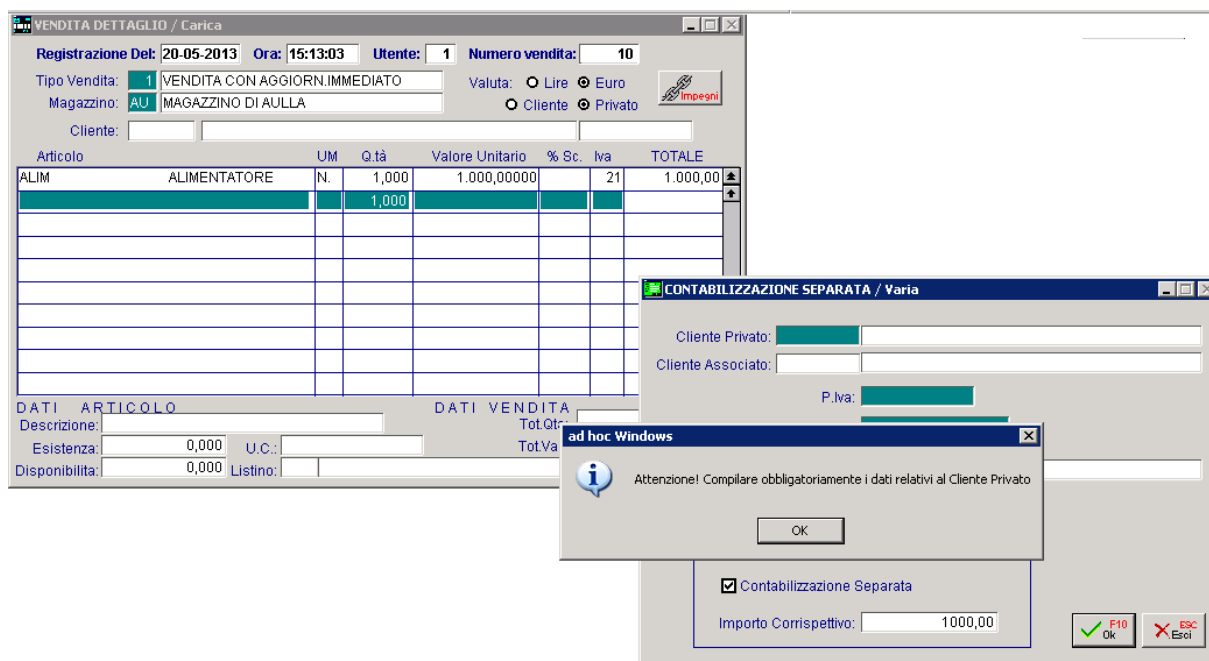 VENDITA DETTAGLIO / Carica
Registrazione Del: 20-05-2013 Ora: 15:13:03 Utente: 1 Numero vendita: 10
Tipo Vendita: 1 VENDITA CON AGGIORN.IMMEDIATO Valuta: Lire Euro
Impegni
Magazzino: AU MAGAZZINO DI AULLA Cliente Privato
Cliente:
Articolo UM Q.tà Valore Unitario % Sc. Iva TOTALE
ALIM ALIMENTATORE N. 1,000 1.000,00000 21 1.000,00
1,000
DATI ARTICOLO DATI VENDITA
Descrizione: Tot.Qta:
Esistenza: 0,000 U.C.: Tot.Va
Disponibilita: 0,000 Listino:
CONTABILIZZAZIONE SEPARATA / Varia
Cliente Privato:
Cliente Associato:
P.Iva:
ad hoc Windows
Attenzione! Compilare obbligatoriamente i dati relativi al Cliente Privato
OK
Contabilizzazione Separata
Importo Corrispettivo: 1000,00
F10 Ok
ESC Esci